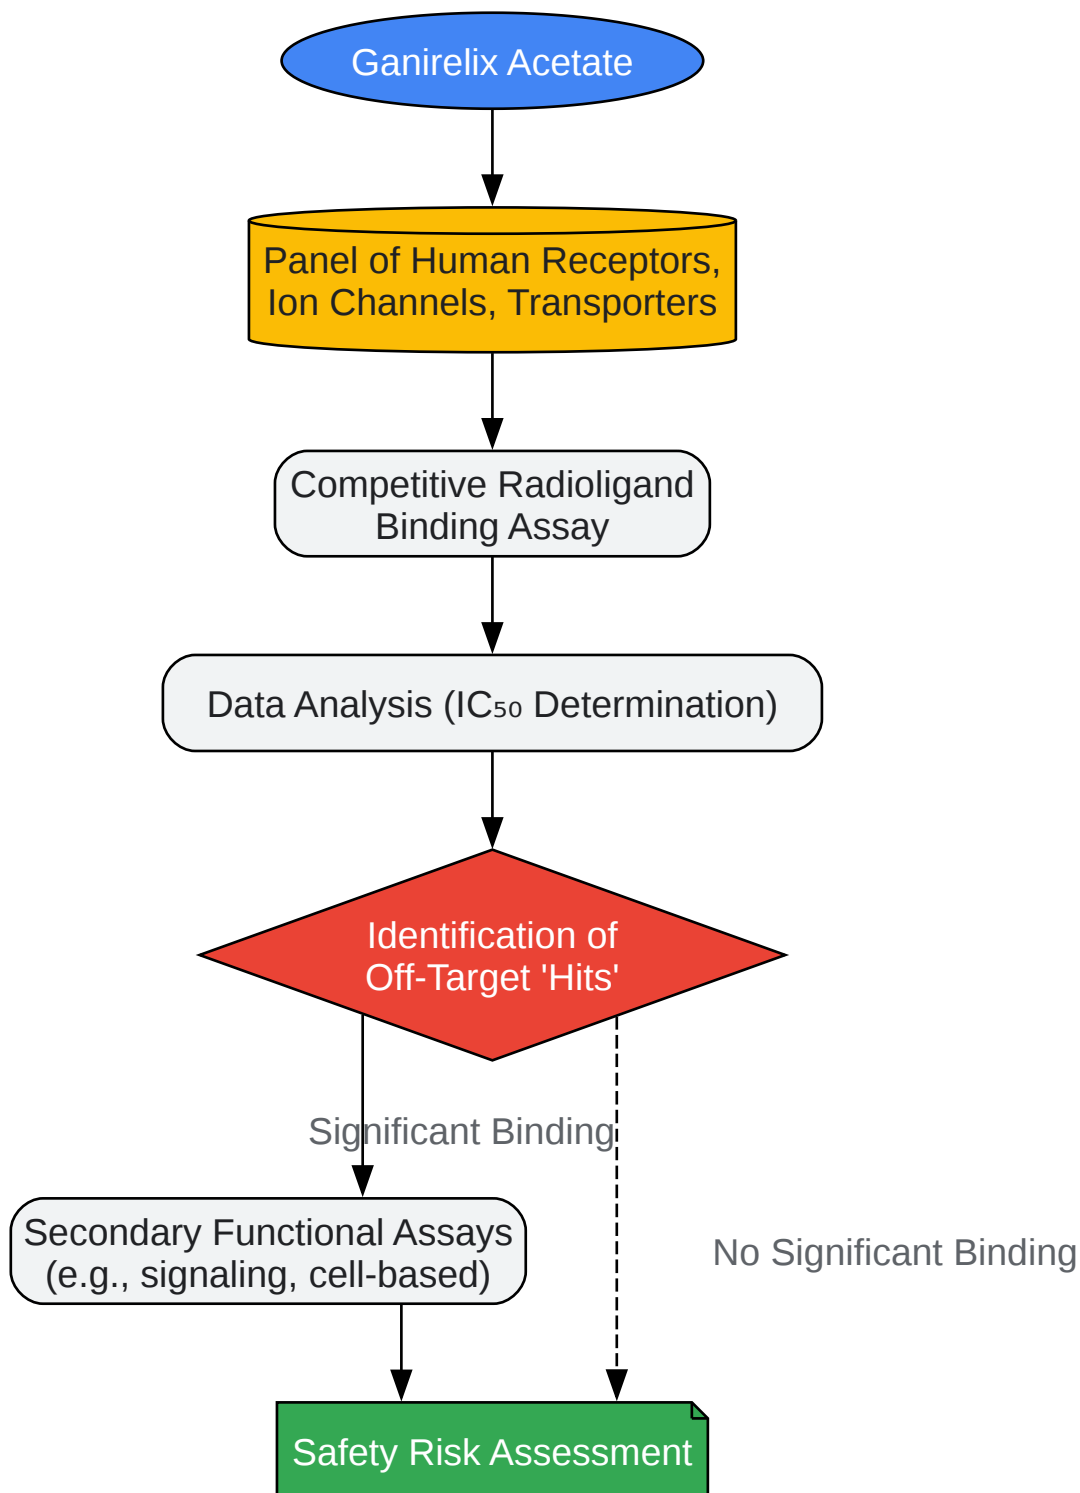 Ganirelix Acetate
Panel of Human Receptors,
Ion Channels, Transporters
Competitive Radioligand
Binding Assay
Data Analysis (IC₅₀ Determination)
Identification of
Off-Target 'Hits'
Significant Binding
Secondary Functional Assays
(e.g., signaling, cell-based)
No Significant Binding
Safety Risk Assessment